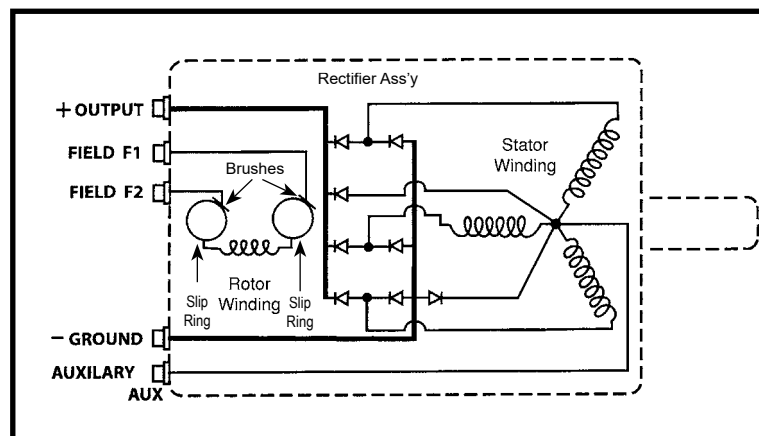 Rectifier Ass'y
+ OUTPUT
FIELD F1
Brushes
FIELD F2
Stator
Winding
Rotor
Winding
Slip
Ring
Slip
Ring
- GROUND
AUXILARY
AUX